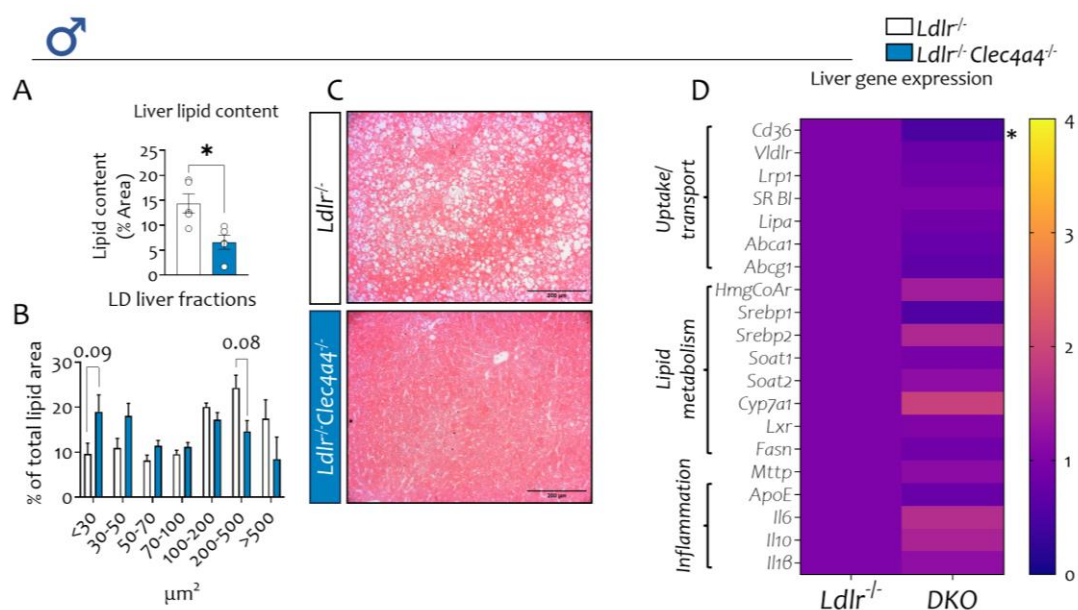 ♂
Ldlr-/-
Ldlr-/-Clec4a4-/-
A
Liver lipid content
*
Lipid content
(% Area)
25
20
15
10
5
0
LD liver fractions
B
% of total lipid area
30
20
10
0
0.09
0.08
<30
30-50
50-70
70-100
100-200
200-500
>500
µm²
C
Ldlr-/-
200 µm
Ldlr-/-Clec4a4-/-
200 µm
D
Liver gene expression
Uptake/
transport
Cd36
Vldlr
Lrp1
SR BI
Lipa
Abca1
Abcg1
Lipid
metabolism
HmgCoAr
Srebp1
Srebp2
Soat1
Soat2
Cyp7a1
Lxr
Fasn
Mttp
Inflammation
ApoE
Il6
Il10
Il1β
Ldlr-/-
DKO
*
4
3
2
1
0